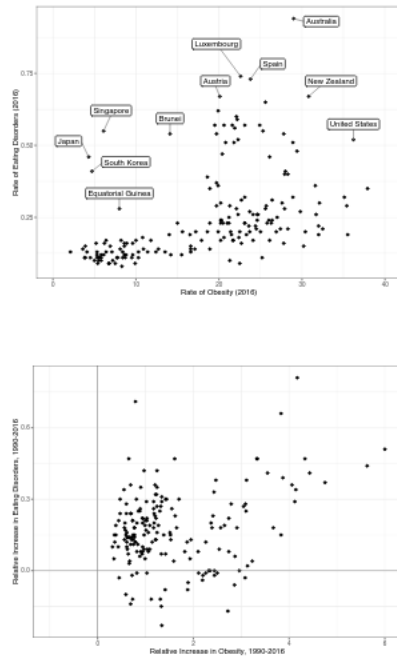 Australia
Luxembourg
Spain
Austria
New Zealand
Singapore
Brunei
United States
Japan
South Korea
Equatorial Guinea
Rate of Eating Disorders (2016)
0.75
0.50
0.25
0
10
20
30
40
Rate of Obesity (2016)
Relative Increase in Eating Disorders, 1990-2016
0.6
0.3
0.0
0
2
4
6
Relative Increase in Obesity, 1990-2016